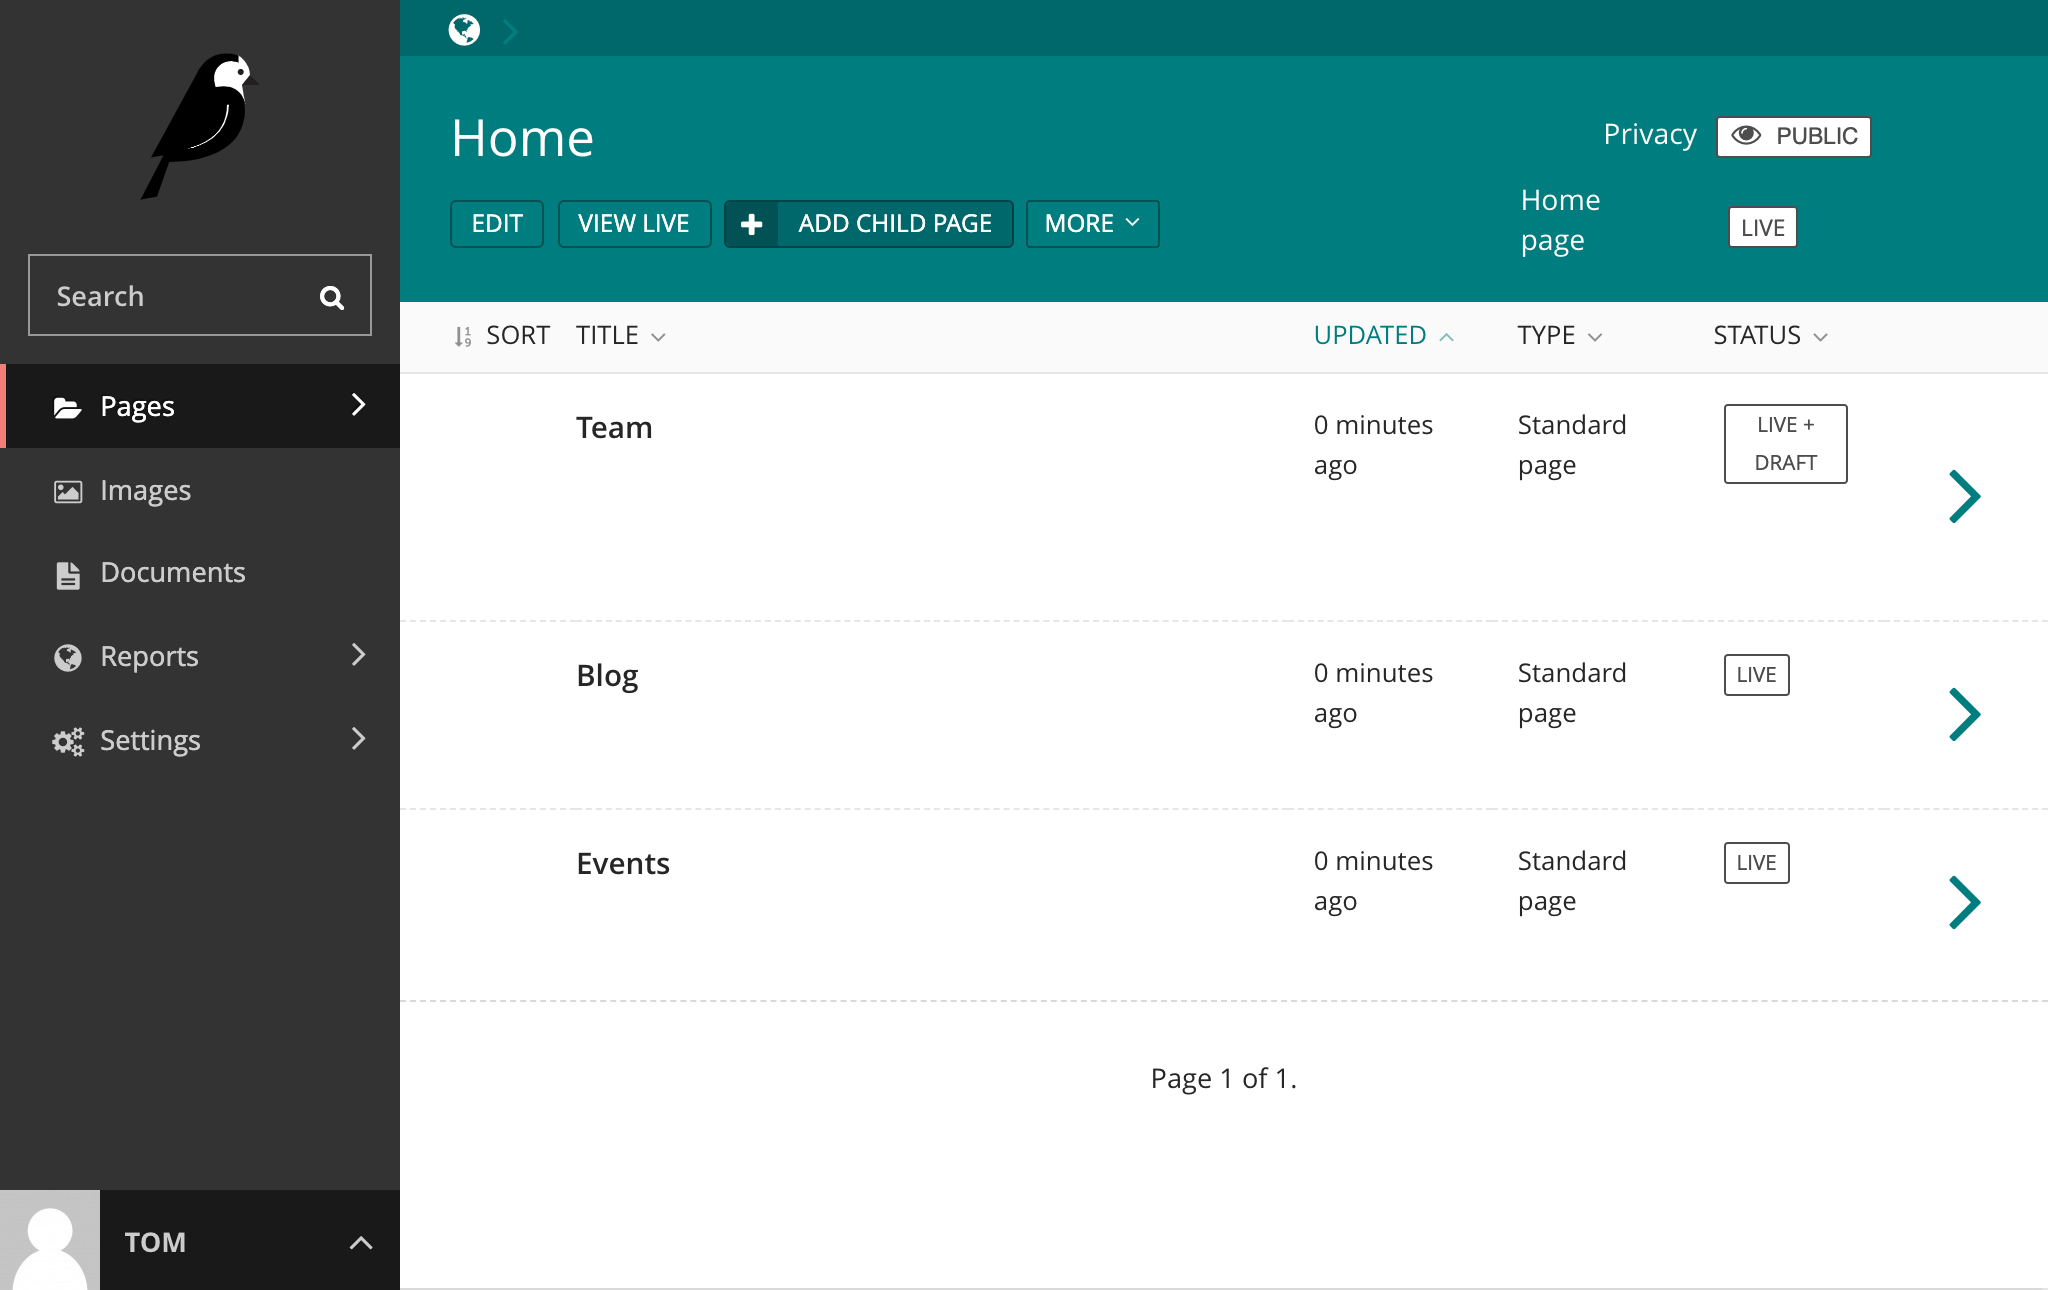 Home
Privacy PUBLIC
EDIT VIEW LIVE ADD CHILD PAGE MORE
Home
page
LIVE
Search
Pages
Images
Documents
Reports
Settings
TOM
SORT TITLE UPDATED TYPE STATUS
Team
0 minutes
ago
Standard
page
LIVE +
DRAFT
Blog
0 minutes
ago
Standard
page
LIVE
Events
0 minutes
ago
Standard
page
LIVE
Page 1 of 1.